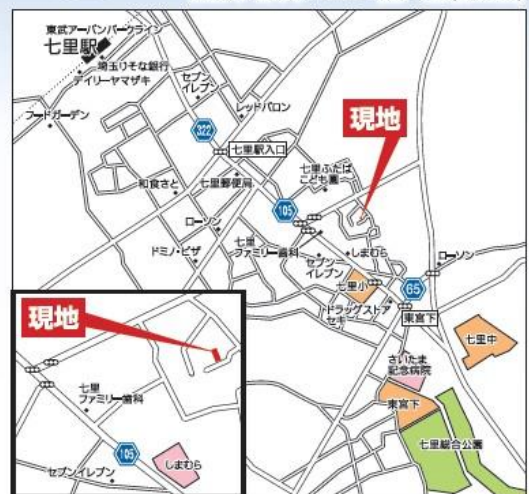 東武アーバンパークライン
七里駅
埼玉りそな銀行
デイリーヤマザキ
セブン
イレブン
フードガーデン
レッドバロン
現地
322
七里駅入口
七里ふたば
こども園
和食さと
七里郵便局
105
ローソン
ドミノ・ピザ
七里
ファミリー歯科
しまむら
セブン
イレブン
ローソン
七里小
65
ドラッグストア
セキ
東宮下
七里中
さいたま
記念病院
東宮下
七里総合公園
現地
七里
ファミリー歯科
105
しまむら
セブンイレブン